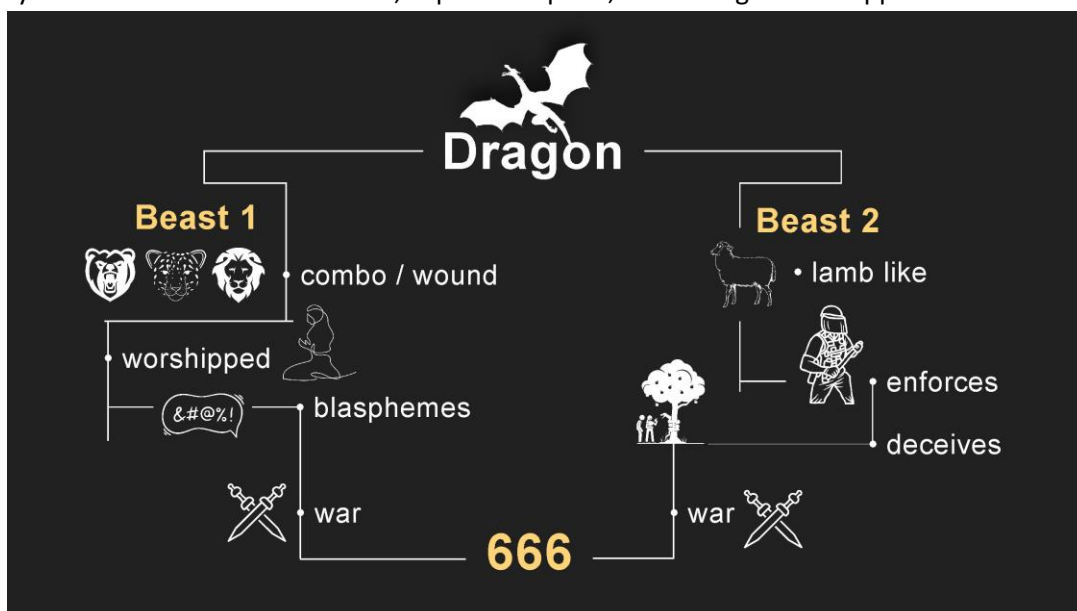 Dragon
Beast 1
combo / wound
worshipped
&#@%!
blasphemes
war
Beast 2
lamb like
enforces
deceives
war
666